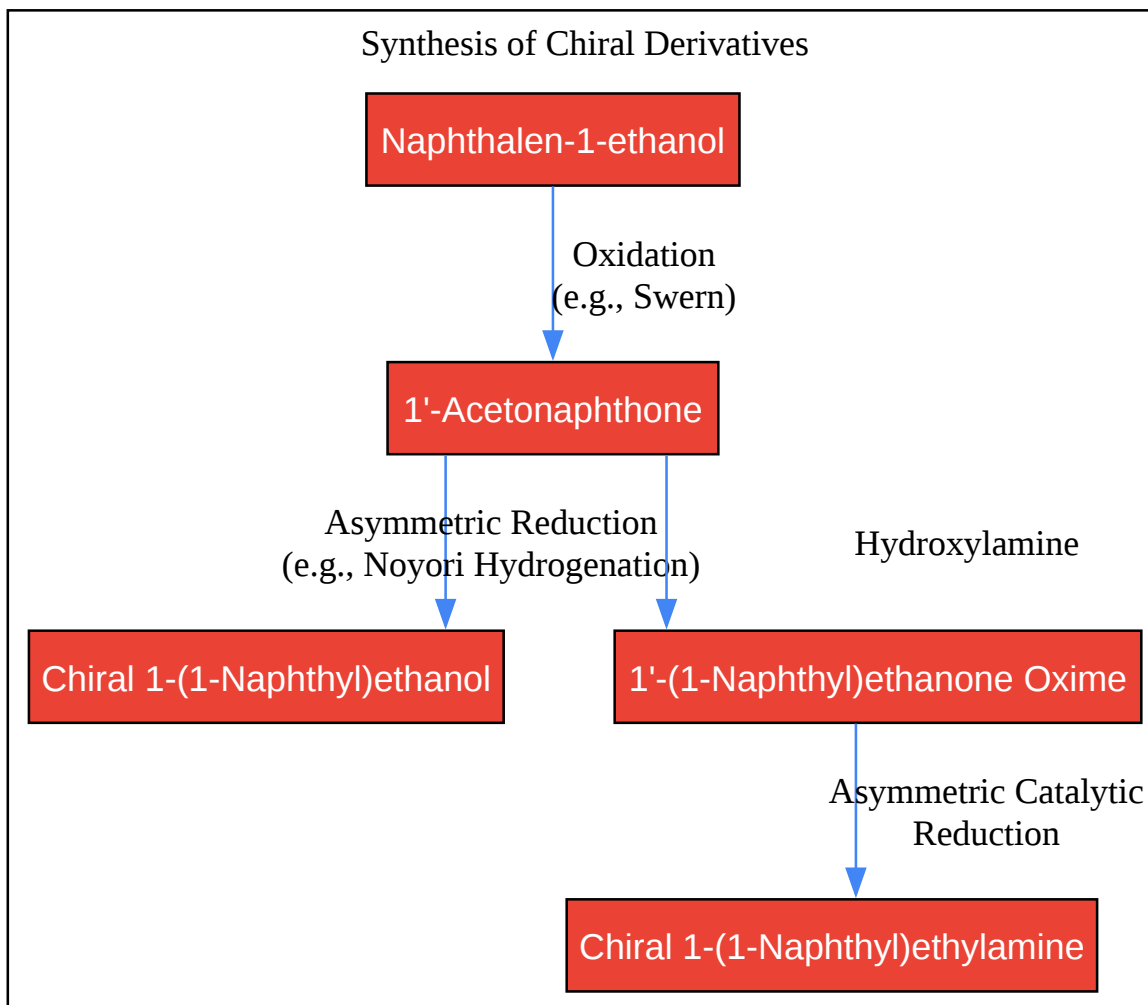 Synthesis of Chiral Derivatives
Naphthalen-1-ethanol
Oxidation
(e.g., Swern)
1'-Acetonaphthone
Asymmetric Reduction
(e.g., Noyori Hydrogenation)
Hydroxylamine
Chiral 1-(1-Naphthyl)ethanol
1'-(1-Naphthyl)ethanone Oxime
Asymmetric Catalytic
Reduction
Chiral 1-(1-Naphthyl)ethylamine